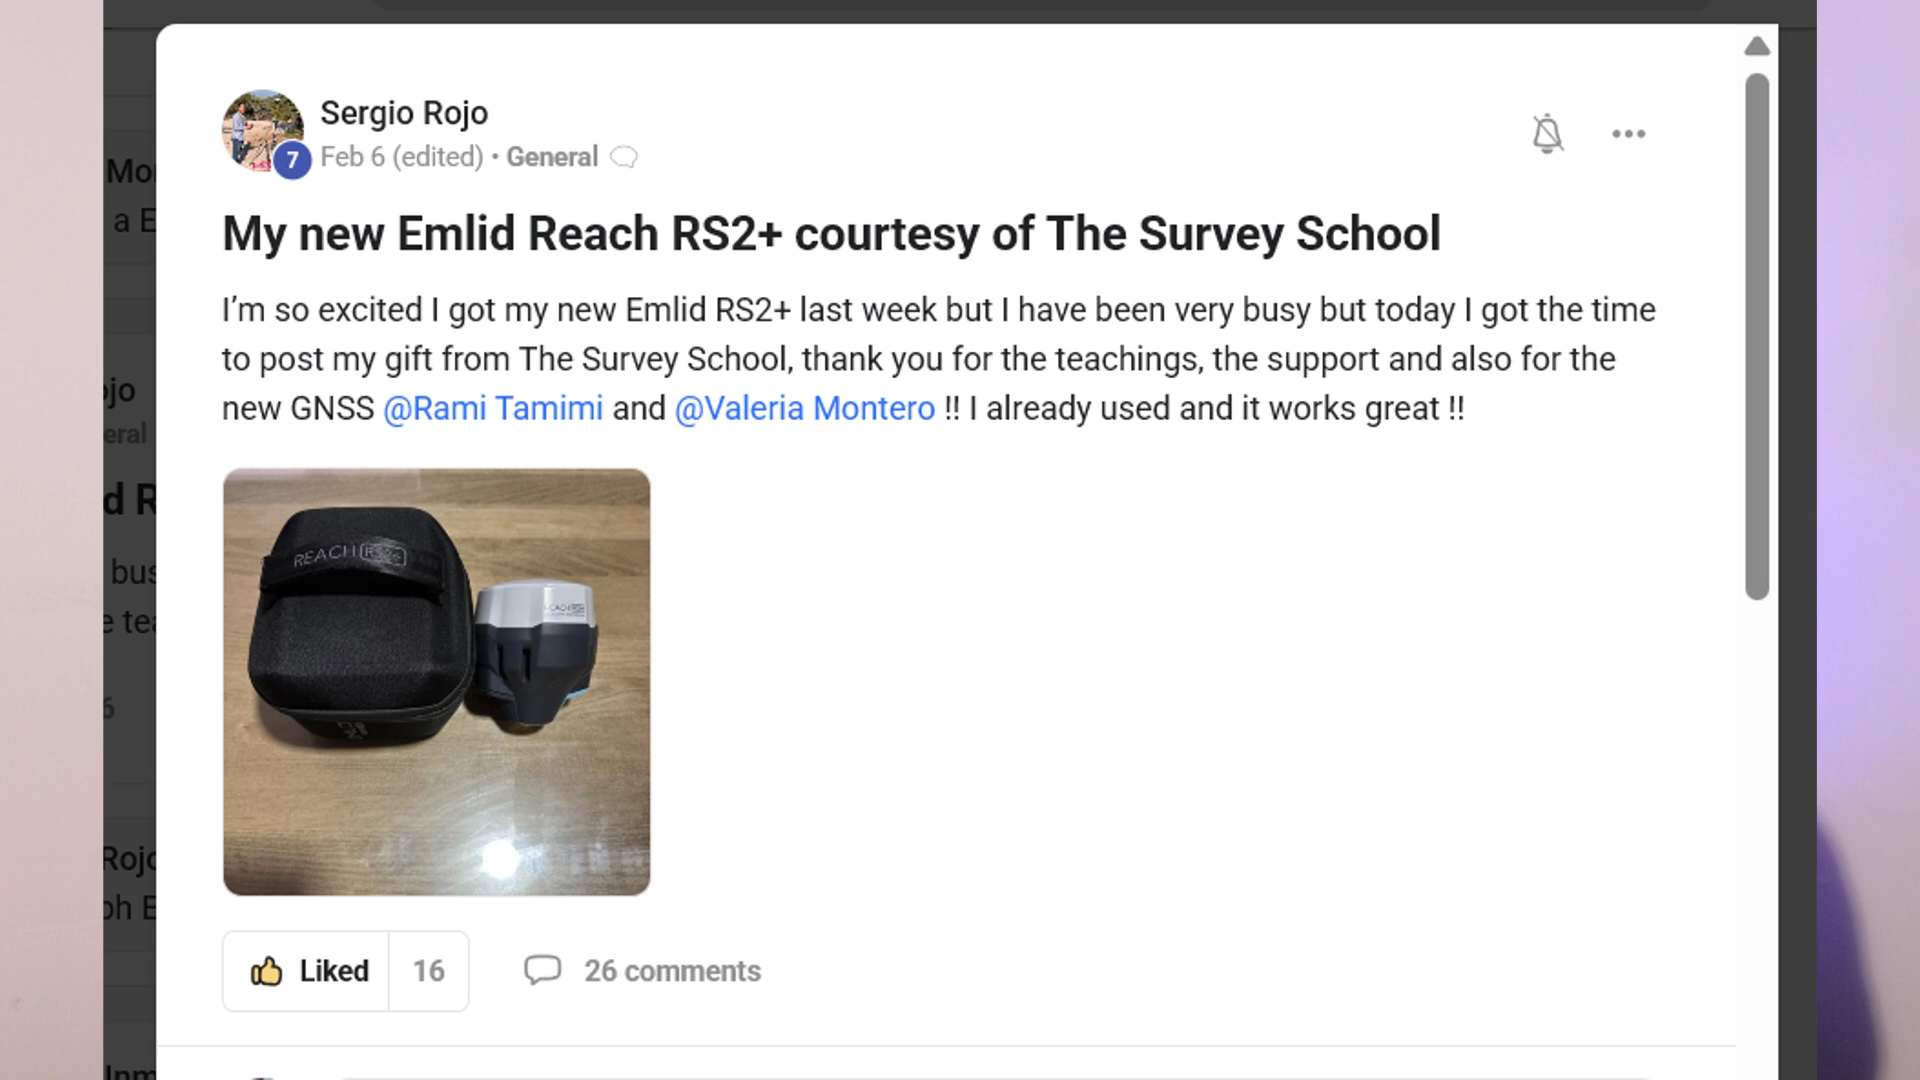 Sergio Rojo
7
Feb 6 (edited) • General
My new Emlid Reach RS2+ courtesy of The Survey School
I’m so excited I got my new Emlid RS2+ last week but I have been very busy but today I got the time
to post my gift from The Survey School, thank you for the teachings, the support and also for the
new GNSS @Rami Tamimi and @Valeria Montero !! I already used and it works great !!
REACH RS2+
Liked 16
26 comments